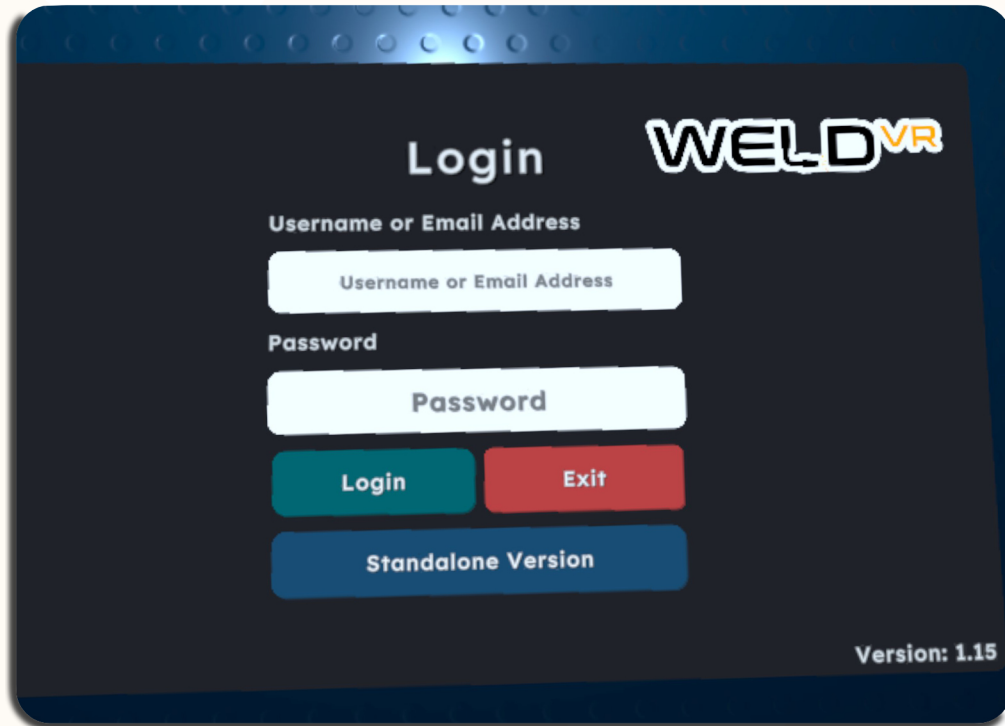 Login
WELDVR
Username or Email Address
Username or Email Address
Password
Password
Login
Exit
Standalone Version
Version: 1.15